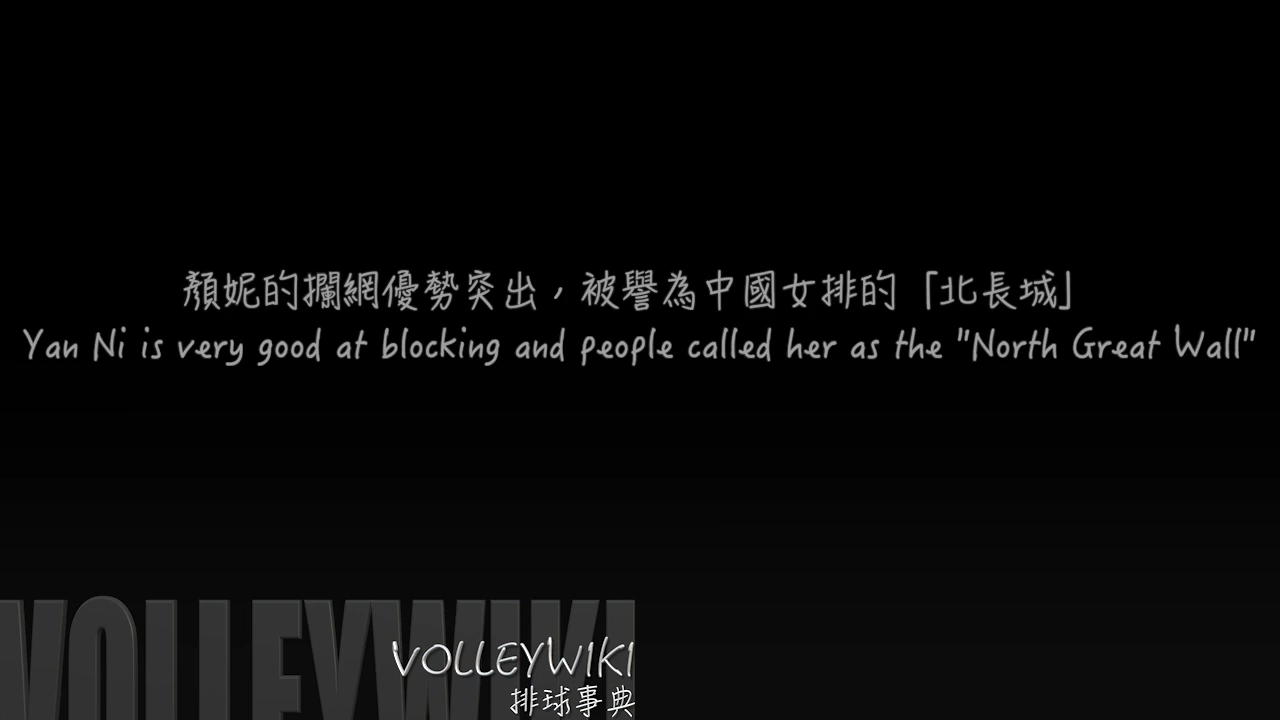 顏妮的攔網優勢突出，被譽為中國女排的「北長城」
Yan Ni is very good at blocking and people called her as the "North Great Wall"
VOLLEYWIKI
VOLLEYWIKI
排球事典